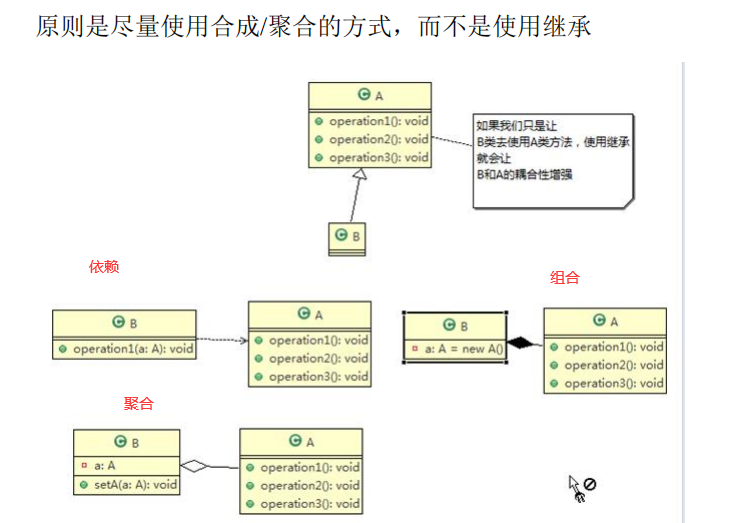 原则是尽量使用合成/聚合的方式，而不是使用继承
A
operation1(): void
operation2(): void
operation3(): void
如果我们只是让
B类去使用A类方法，使用继承
就会让
B和A的耦合性增强
B
依赖
B
operation1(a: A): void
A
operation1(): void
operation2(): void
operation3(): void
组合
B
a: A = new A()
A
operation1(): void
operation2(): void
operation3(): void
聚合
B
a: A
setA(a: A): void
A
operation1(): void
operation2(): void
operation3(): void